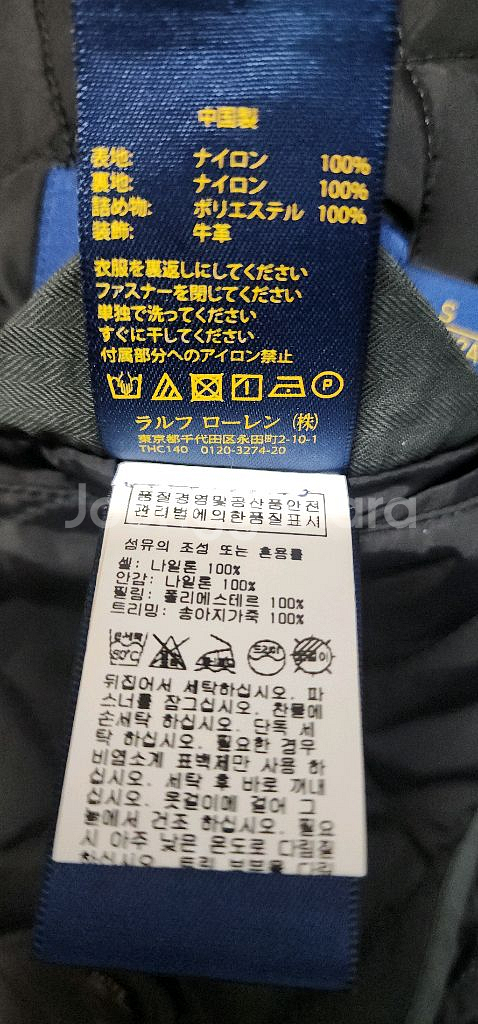 中国製
表地: ナイロン 100%
裏地: ナイロン 100%
詰め物: ポリエステル 100%
装飾: 牛革
衣服を裏返しにしてください
ファスナーを閉じてください
単独で洗ってください
すぐに干してください
付属部分へのアイロン禁止
ラルフ ローレン (株)
東京都千代田区永田町2-10-1
THC140 0120-3274-20
S
품질경영및공산품안전
관리법에의한품질표시
섬유의 조성 또는 혼용률
쉘: 나일론 100%
안감: 나일론 100%
필링: 폴리에스테르 100%
트리밍: 송아지가죽 100%
뒤집어서 세탁하십시오. 파
스너를 잠그십시오. 찬물에
손세탁 하십시오. 단독 세
탁 하십시오. 필요한 경우
비염소계 표백제만 사용 하
십시오. 세탁 후 바로 꺼내
십시오. 옷걸이에 걸어 그
늘에서 건조 하십시오. 필요
시 아주 낮은 온도로 다림질
하십시오. 트림 부분을 다림